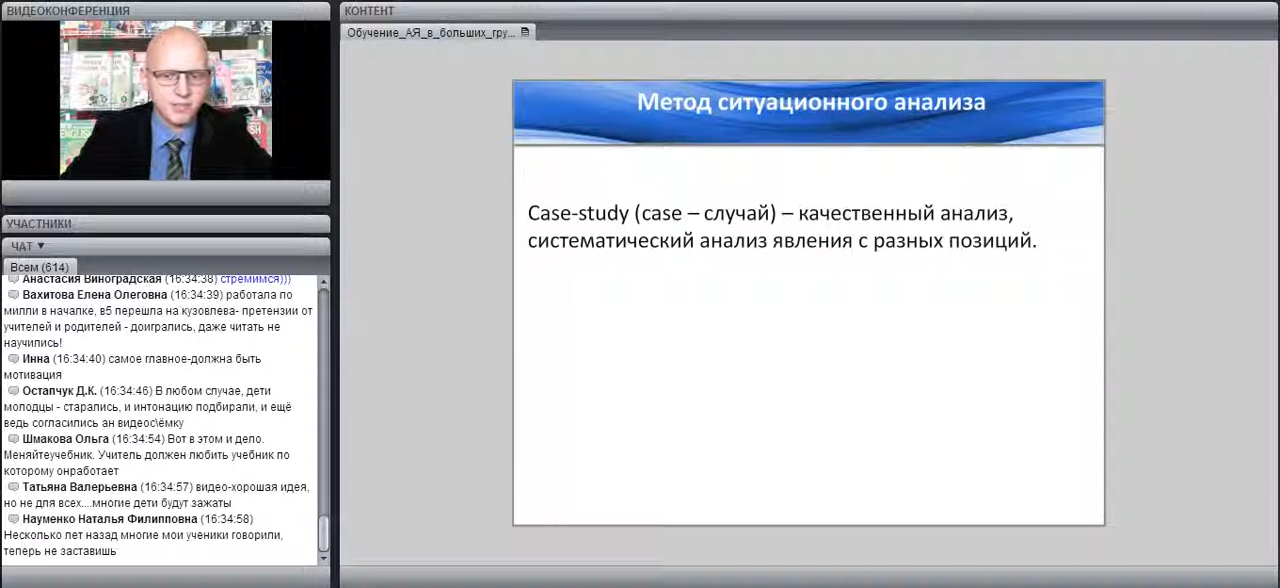 ВИДЕОКОНФЕРЕНЦИЯ
УЧАСТНИКИ
ЧАТ
Всем (614)
Анастасия Виноградская (16:34:38) стремимся)))
Вахитова Елена Олеговна (16:34:39) работала по
милли в началке, в5 перешла на кузовлева- претензии от
учителей и родителей - доигрались, даже читать не
научились!
Инна (16:34:40) самое главное-должна быть
мотивация
Остапчук Д.К. (16:34:46) В любом случае, дети
молодцы - старались, и интонацию подбирали, и ещё
ведь согласились ан видеос\ёмку
Шмакова Ольга (16:34:54) Вот в этом и дело.
Меняйтеучебник. Учитель должен любить учебник по
которому онработает
Татьяна Валерьевна (16:34:57) видео-хорошая идея,
но не для всех....многие дети будут зажаты
Науменко Наталья Филипповна (16:34:58)
Несколько лет назад многие мои ученики говорили,
теперь не заставишь
КОНТЕНТ
Обучение_АЯ_в_больших_гру...
Метод ситуационного анализа
Case-study (case – случай) – качественный анализ,
систематический анализ явления с разных позиций.